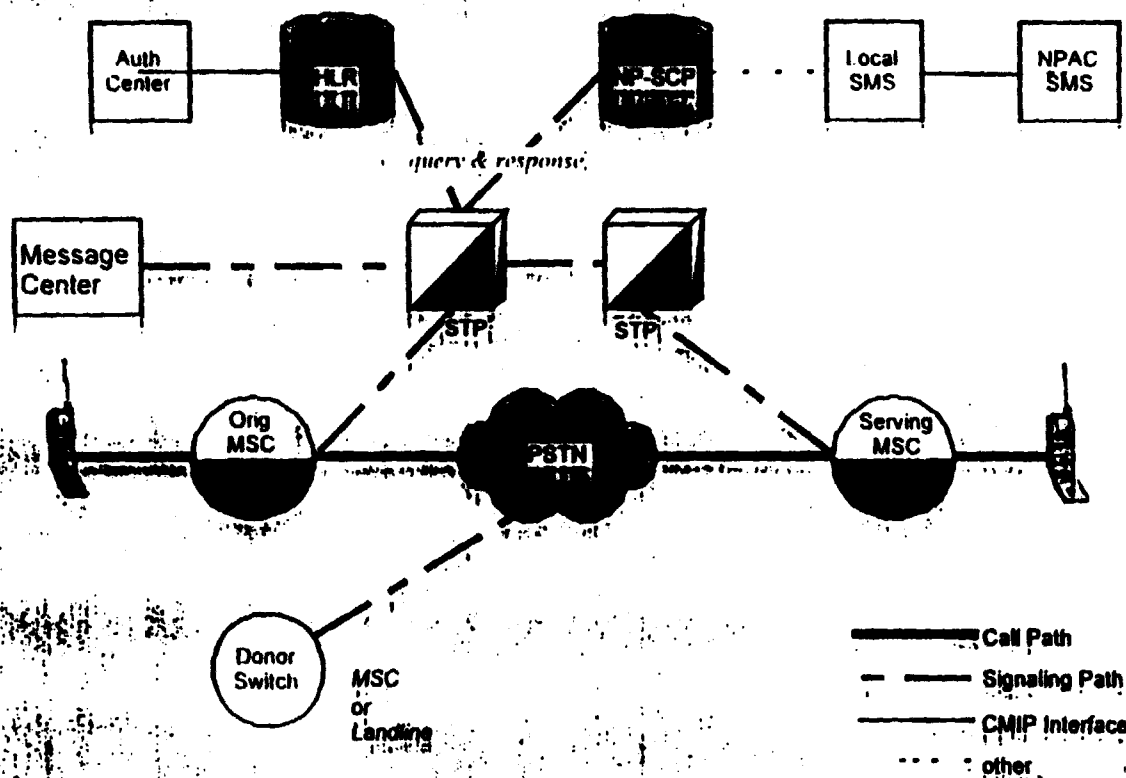 Auth
Center
HLR
NP-SCP
Local
SMS
NPAC
SMS
query & response
Message
Center
STP
STP
Orig
MSC
PSTN
Serving
MSC
Donor
Switch
MSC
or
Landline
Call Path
Signaling Path
CMIP Interface
other